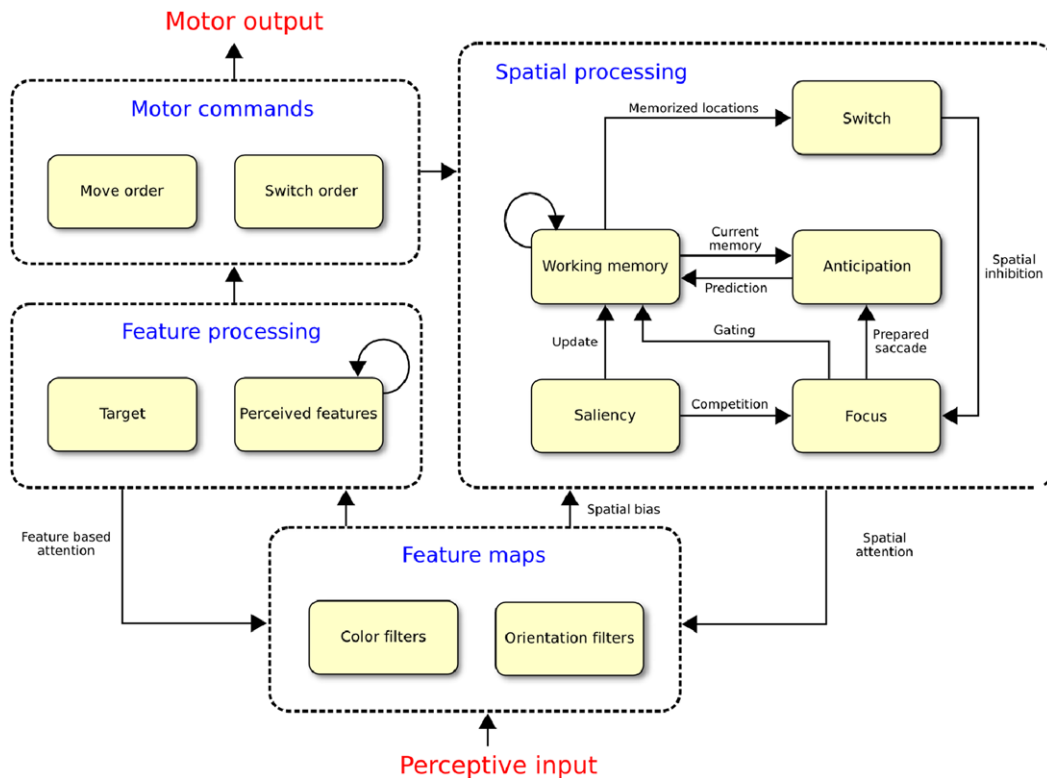 Motor output
Motor commands
Move order
Switch order
Spatial processing
Memorized locations
Switch
Working memory
Current
memory
Prediction
Anticipation
Spatial
inhibition
Update
Gating
Prepared
saccade
Saliency
Competition
Focus
Feature processing
Target
Perceived features
Feature based
attention
Spatial bias
Spatial
attention
Feature maps
Color filters
Orientation filters
Perceptive input